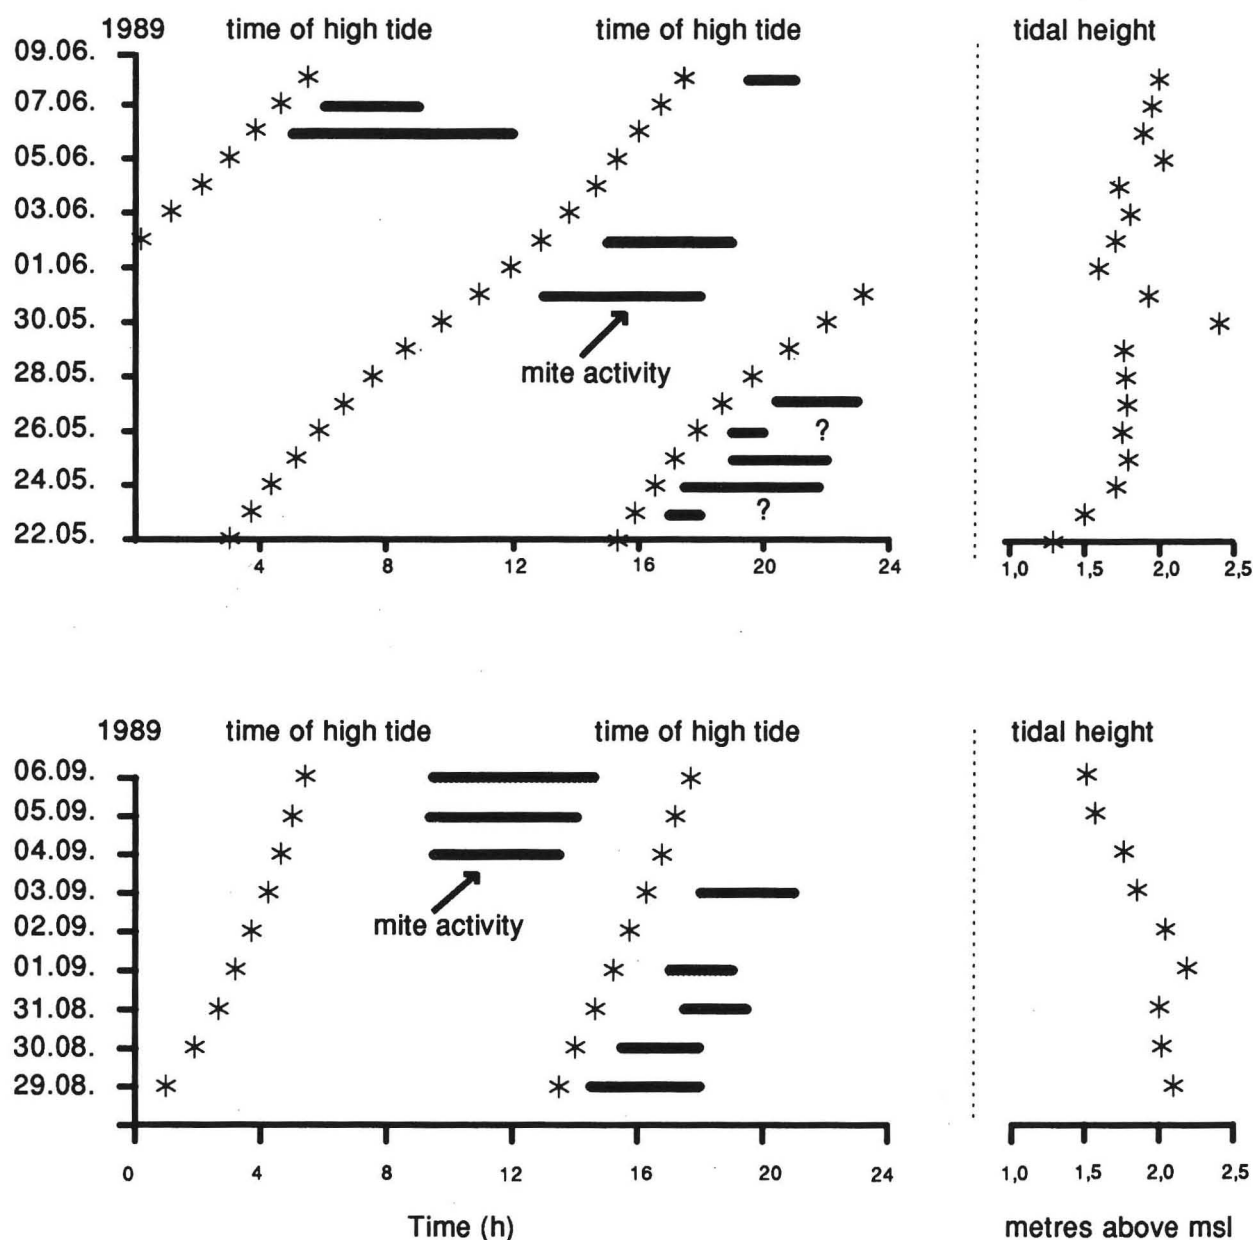 1989 time of high tide time of high tide tidal height
09.06.
07.06.
05.06.
03.06.
01.06.
30.05.
mite activity
28.05.
26.05. ?
24.05.
?
22.05.
4 8 12 16 20 24 1,0 1,5 2,0 2,5
1989 time of high tide time of high tide tidal height
06.09.
05.09.
04.09.
03.09.
mite activity
02.09.
01.09.
31.08.
30.08.
29.08.
0 4 8 12 16 20 24 1,0 1,5 2,0 2,5
Time (h) metres above msl